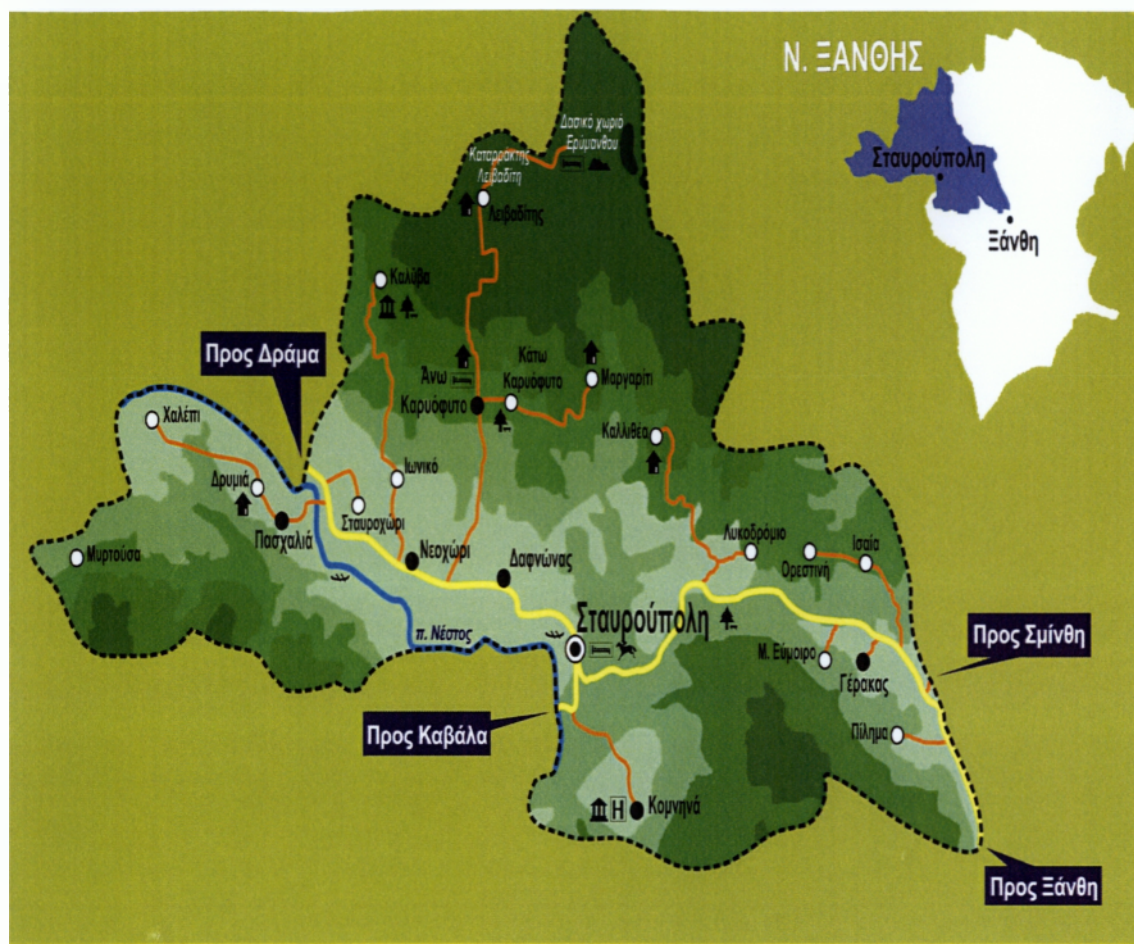 Ν. ΞΑΝΘΗΣ
Σταυρούπολη
Ξάνθη
Δασικό χωριό
Ερύμανθου
Καταρράκτης
Λειβαδίτη
Λειβαδίτης
Καλύβα
Προς Δράμα
Άνω
Καρυόφυτο
Κάτω
Καρυόφυτο
Μαργαρίτι
Χαλέπι
Καλλιθέα
Δρυμιά
Ιωνικό
Σταυροχώρι
Πασχαλιά
Μυρτούσα
Νεοχώρι
Δαφνώνας
Λυκοδρόμιο
Ορεστινή
Ισαία
π. Νέστος
Σταυρούπολη
Προς Σμίνθη
Μ. Εύμοιρο
Γέρακας
Προς Καβάλα
Πίλημα
H
Κομνηνά
Προς Ξάνθη